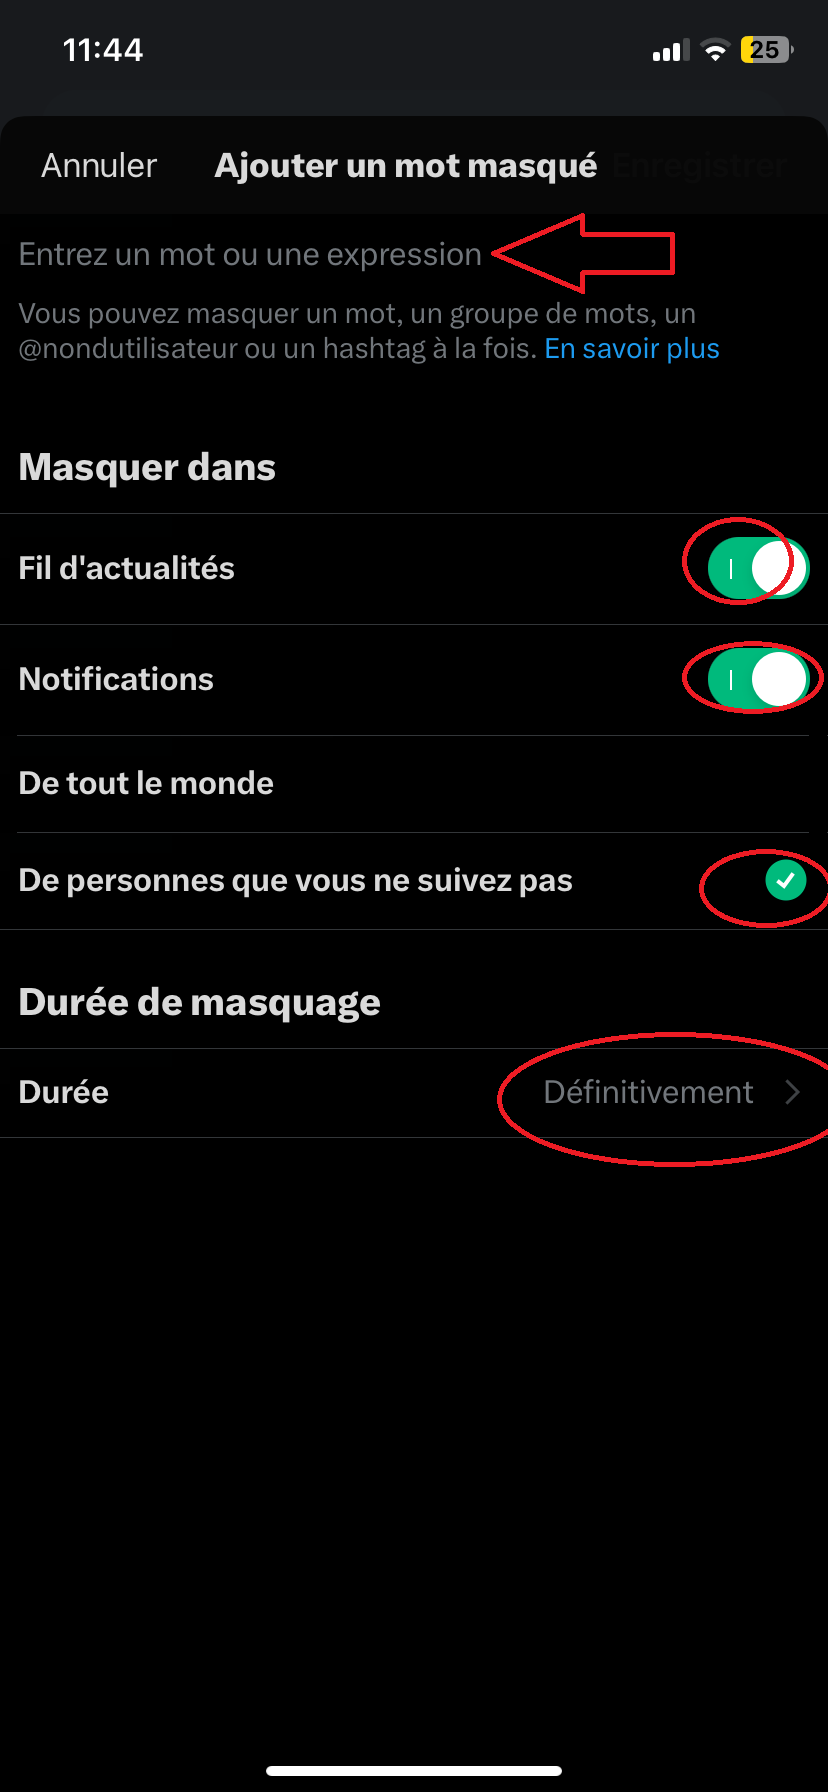 11:44
25
Annuler Ajouter un mot masqué Enregistrer
Entrez un mot ou une expression
Vous pouvez masquer un mot, un groupe de mots, un
@nondutilisateur ou un hashtag à la fois. En savoir plus
Masquer dans
Fil d'actualités
Notifications
De tout le monde
De personnes que vous ne suivez pas
Durée de masquage
Durée Définitivement